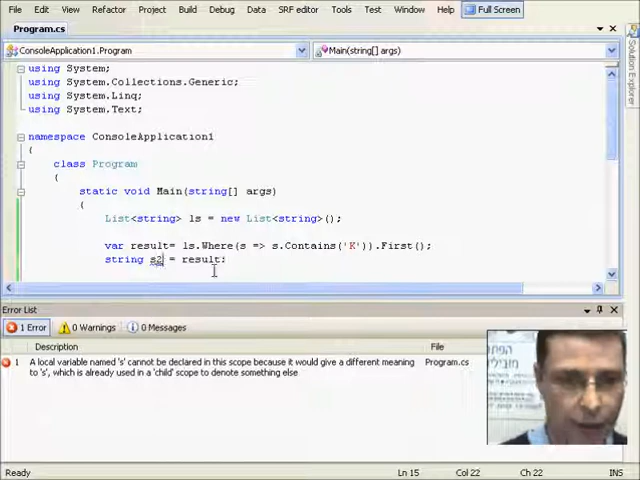 File Edit View Refactor Project Build Debug Data SRF editor Tools Test Window Help Full Screen
Program.cs
ConsoleApplication1.Program
Main(string[] args)
using System;
using System.Collections.Generic;
using System.Linq;
using System.Text;
namespace ConsoleApplication1
{
class Program
{
static void Main(string[] args)
{
List<string> ls = new List<string>();
var result= ls.Where(s => s.Contains('K')).First();
string s2 = result;
Solution Explorer
Error List
1 Error 0 Warnings 0 Messages
Description File
1 A local variable named 's' cannot be declared in this scope because it would give a different meaning Program.cs
to 's', which is already used in a 'child' scope to denote something else
Ready Ln 15 Col 22 Ch 22 INS